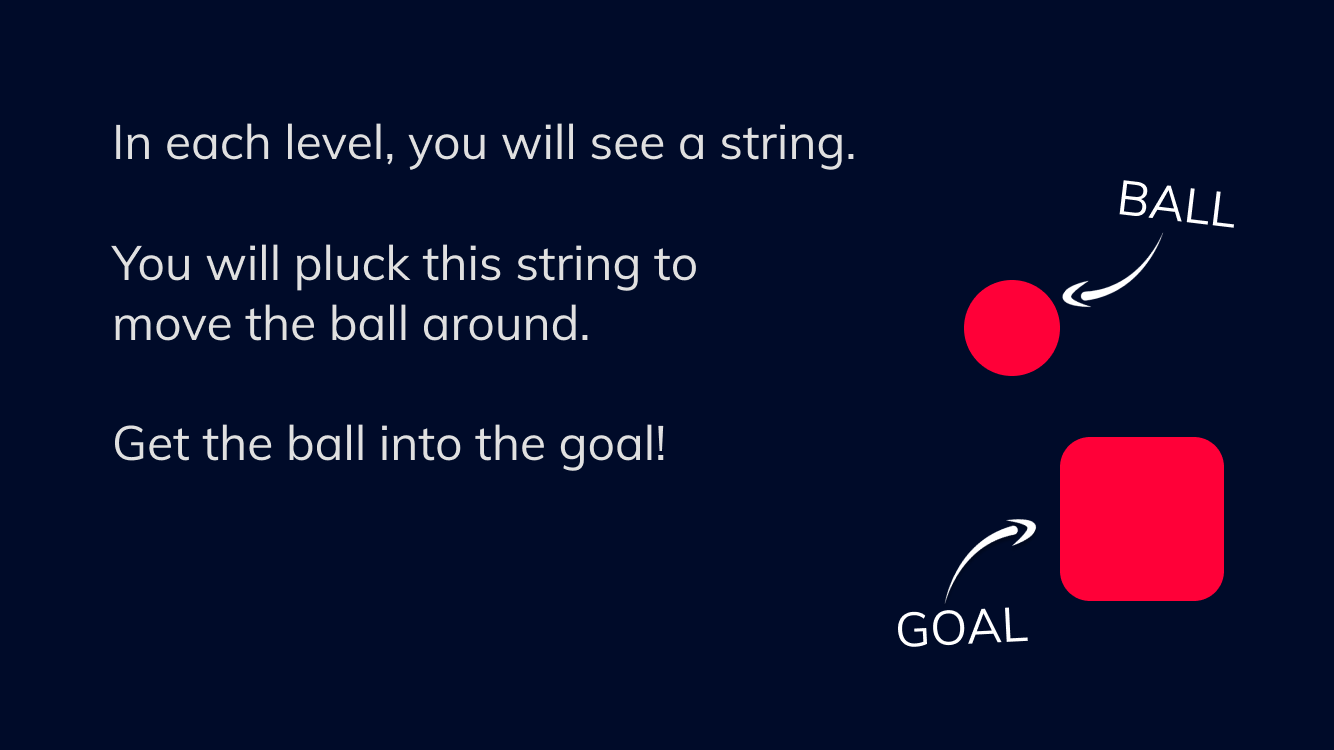 In each level, you will see a string.
You will pluck this string to
move the ball around.
Get the ball into the goal!
BALL
GOAL